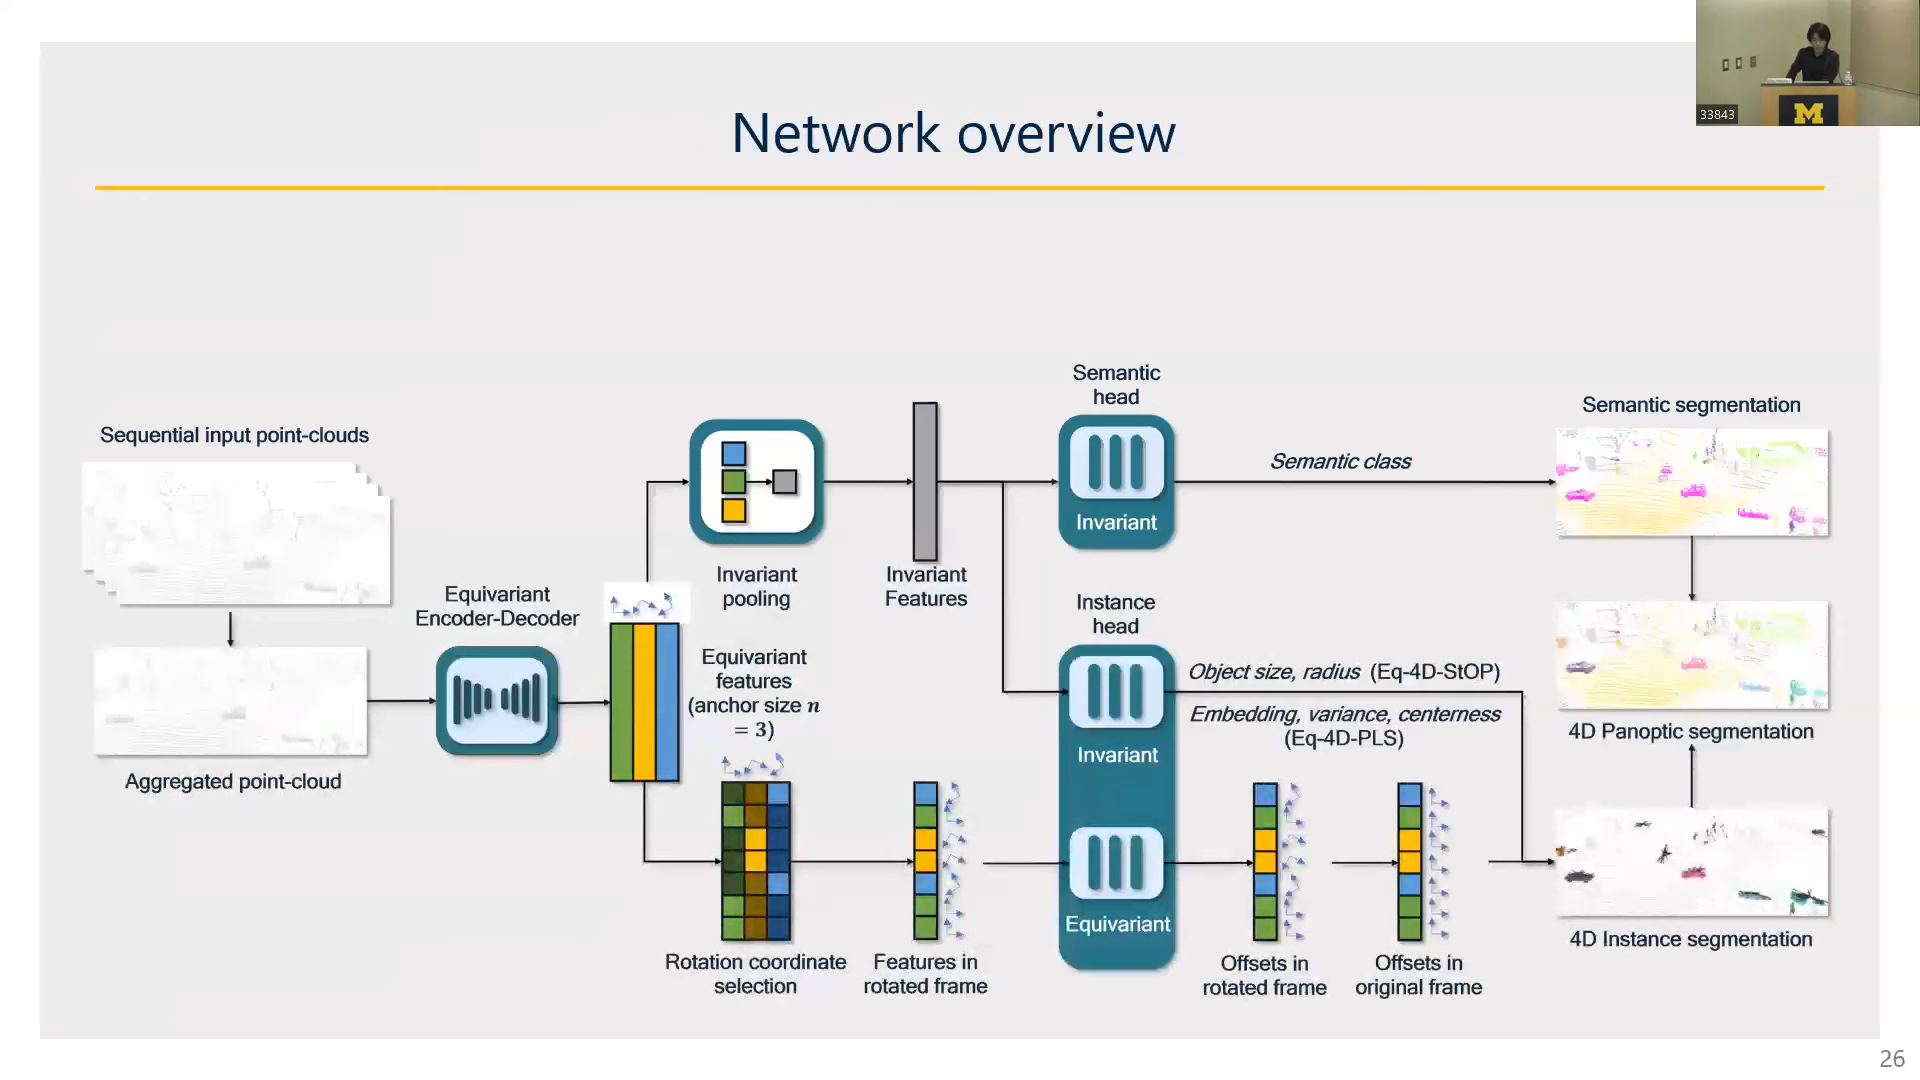 33843
M
Network overview
Sequential input point-clouds
Aggregated point-cloud
Equivariant
Encoder-Decoder
Equivariant
features
(anchor size n
= 3)
Invariant
pooling
Invariant
Features
Semantic
head
Invariant
Semantic class
Semantic segmentation
Instance
head
Invariant
Object size, radius (Eq-4D-StOP)
Embedding, variance, centerness
(Eq-4D-PLS)
4D Panoptic segmentation
Equivariant
Rotation coordinate
selection
Features in
rotated frame
Offsets in
rotated frame
Offsets in
original frame
4D Instance segmentation
26